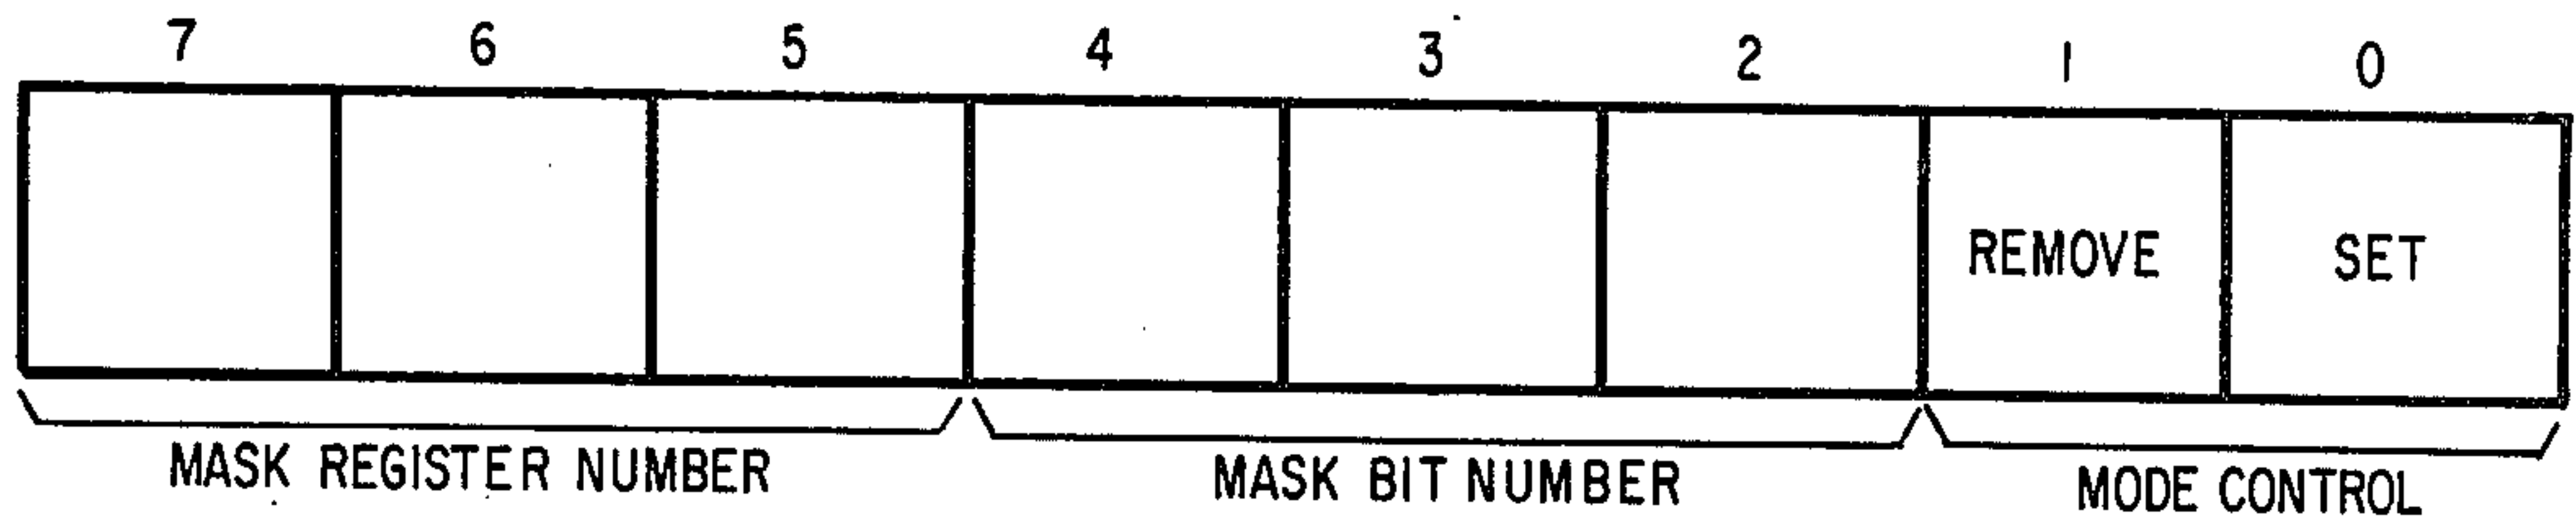 7 6 5 4 3 2 1 0
REMOVE SET
MASK REGISTER NUMBER MASK BIT NUMBER MODE CONTROL